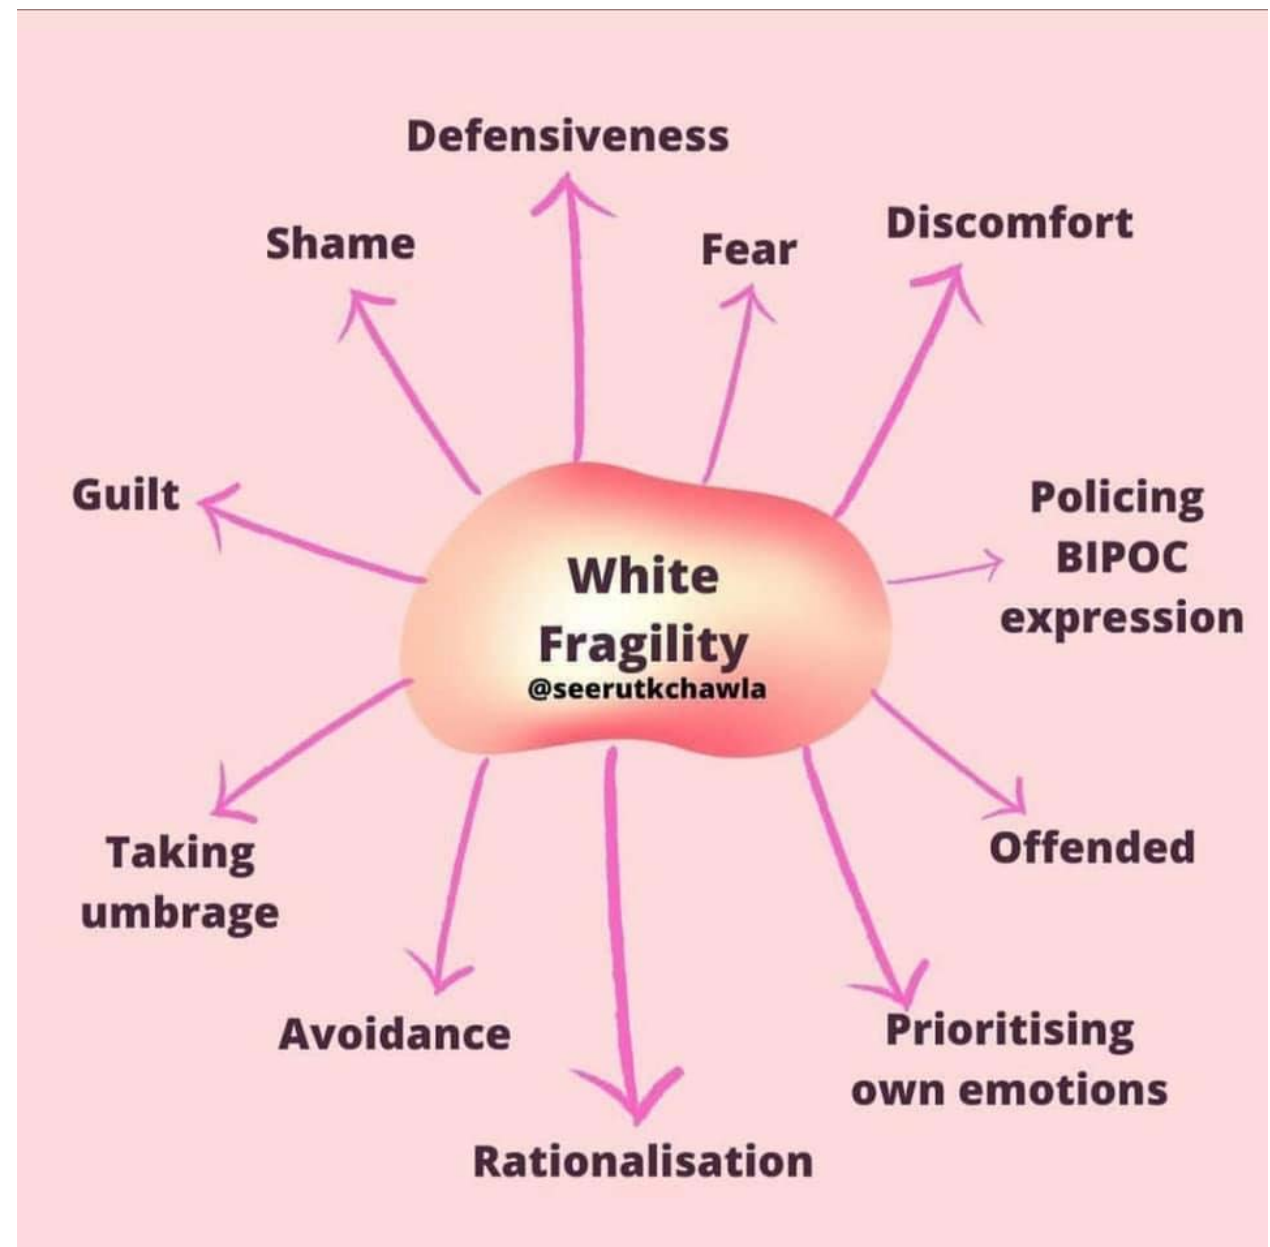 Defensiveness
Shame
Fear
Discomfort
Guilt
Policing
BIPOC
expression
White
Fragility
@seerutkchawla
Taking
umbrage
Offended
Avoidance
Prioritising
own emotions
Rationalisation